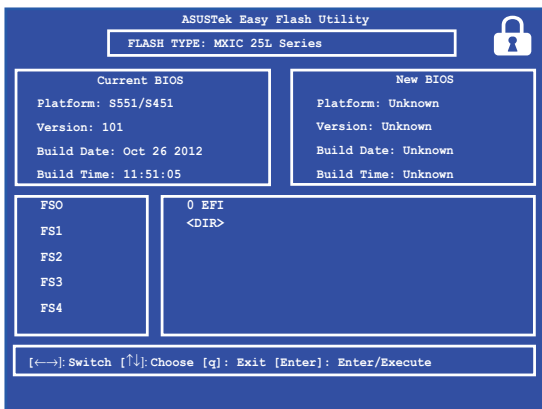 ASUSTek Easy Flash Utility
FLASH TYPE: MXIC 25L Series
Current BIOS
Platform: S551/S451
Version: 101
Build Date: Oct 26 2012
Build Time: 11:51:05
New BIOS
Platform: Unknown
Version: Unknown
Build Date: Unknown
Build Time: Unknown
FSO
FS1
FS2
FS3
FS4
0 EFI
<DIR>
[←→]: Switch [↑↓]: Choose [q]: Exit [Enter]: Enter/Execute